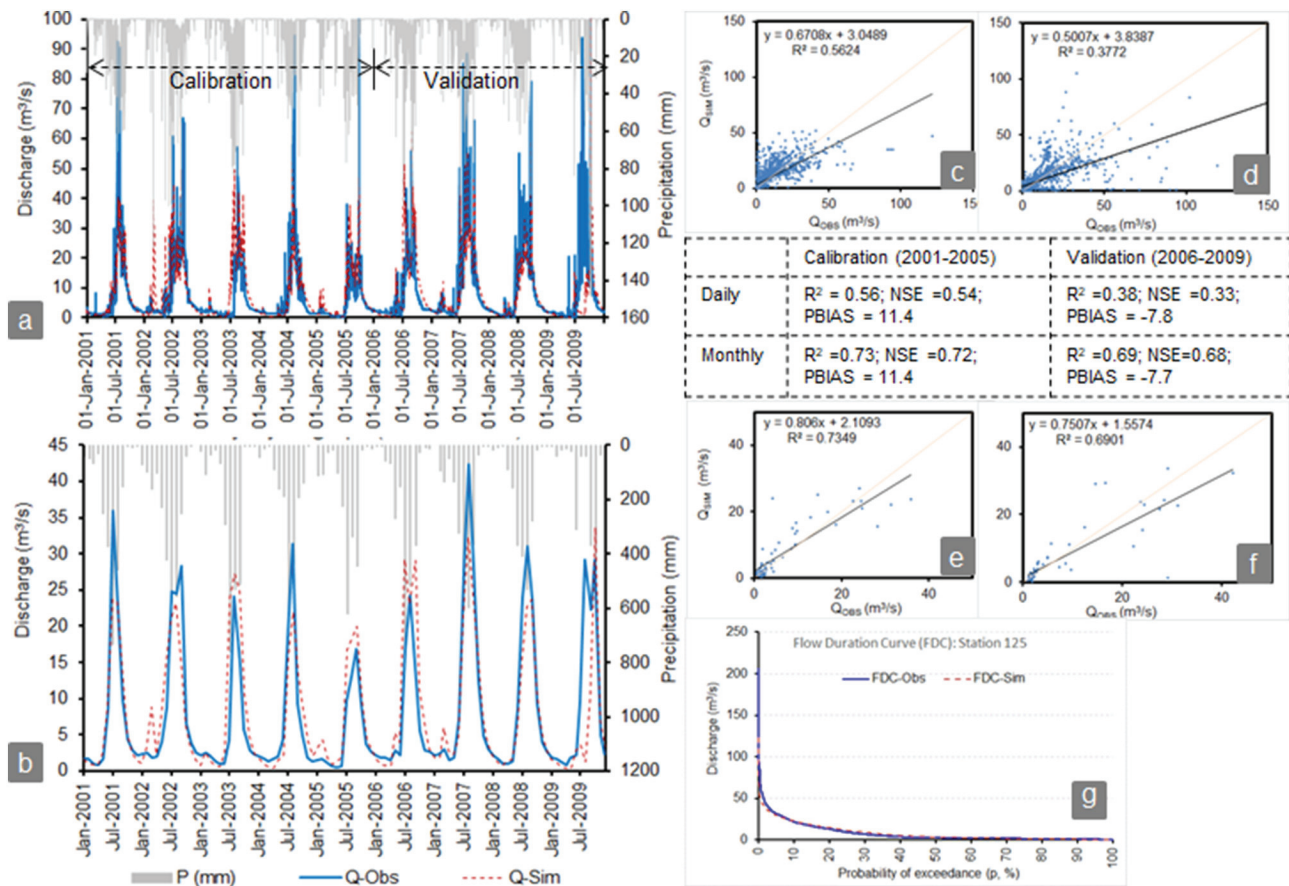 a
Discharge (m³/s)
100
90
80
70
60
50
40
30
20
10
0
Calibration
Validation
0
20
40
60
80
100
120
140
160
Precipitation (mm)
01-Jan-2001
01-Jul-2001
01-Jan-2002
01-Jul-2002
01-Jan-2003
01-Jul-2003
01-Jan-2004
01-Jul-2004
01-Jan-2005
01-Jul-2005
01-Jan-2006
01-Jul-2006
01-Jan-2007
01-Jul-2007
01-Jan-2008
01-Jul-2008
01-Jan-2009
01-Jul-2009
b
Discharge (m³/s)
45
40
35
30
25
20
15
10
5
0
0
200
400
600
800
1000
1200
Precipitation (mm)
Jan-2001
Jul-2001
Jan-2002
Jul-2002
Jan-2003
Jul-2003
Jan-2004
Jul-2004
Jan-2005
Jul-2005
Jan-2006
Jul-2006
Jan-2007
Jul-2007
Jan-2008
Jul-2008
Jan-2009
Jul-2009
P (mm) Q-Obs Q-Sim
y = 0.6708x + 3.0489
R² = 0.5624
150
100
50
0
QSIM (m³/s)
c
0 50 100 15
QOBS (m³/s)
y = 0.5007x + 3.8387
R² = 0.3772
150
100
50
0
d
0 50 100 150
QOBS (m³/s)
Calibration (2001-2005) Validation (2006-2009)
Daily
R² = 0.56; NSE =0.54;
PBIAS = 11.4
R² =0.38; NSE =0.33;
PBIAS = -7.8
Monthly
R² =0.73; NSE =0.72;
PBIAS = 11.4
R² =0.69; NSE=0.68;
PBIAS = -7.7
y = 0.806x + 2.1093
R² = 0.7349
40
20
0
QSIM (m³/s)
e
0 20 40
QOBS (m³/s)
y = 0.7507x + 1.5574
R² = 0.6901
40
20
0
f
0 20 40
QOBS (m³/s)
Flow Duration Curve (FDC): Station 125
FDC-Obs FDC-Sim
Discharge (m³/s)
250
200
150
100
50
0
g
0 10 20 30 40 50 60 70 80 90 100
Probability of exceedance (p, %)